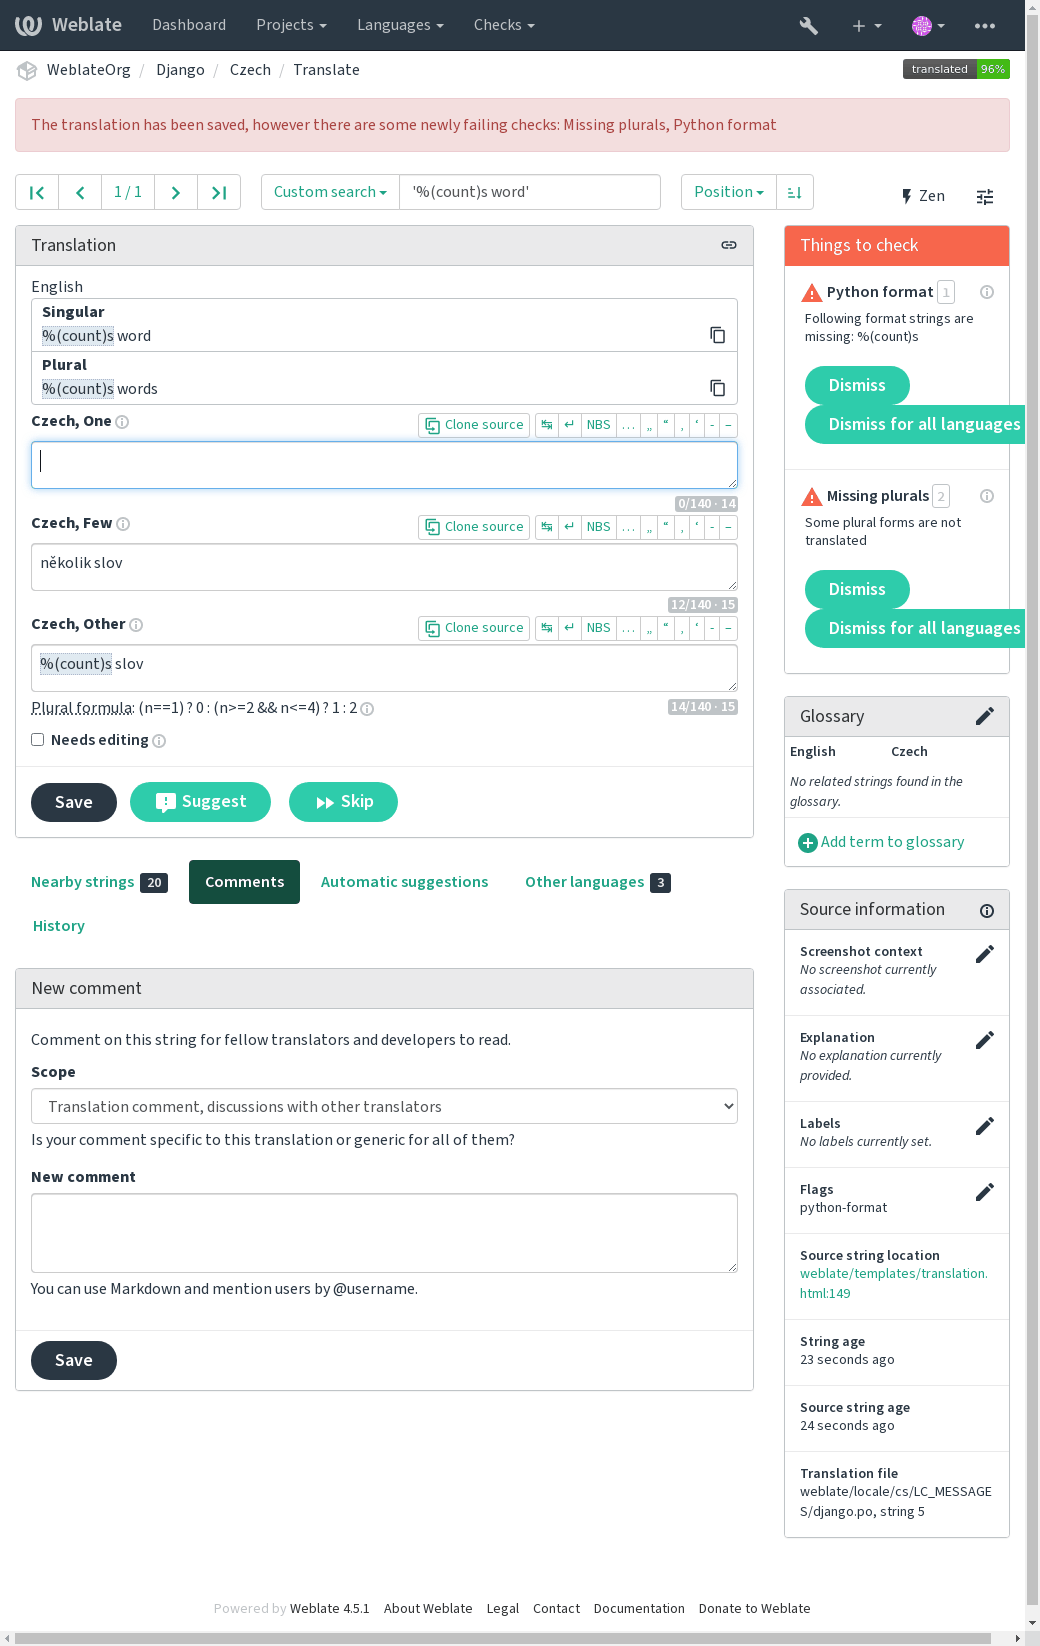 Weblate Dashboard Projects Languages Checks
WeblateOrg / Django / Czech / Translate
translated 96%
The translation has been saved, however there are some newly failing checks: Missing plurals, Python format
1 / 1 Custom search '%(count)s word' Position Zen
Translation
English
Singular
%(count)s word
Plural
%(count)s words
Czech, One Clone source ↹ ↵ NBS … „ “ ‚ ‘ - –
0/140 · 14
Czech, Few Clone source ↹ ↵ NBS … „ “ ‚ ‘ - –
několik slov
12/140 · 15
Czech, Other Clone source ↹ ↵ NBS … „ “ ‚ ‘ - –
%(count)s slov
Plural formula: (n==1) ? 0 : (n>=2 && n<=4) ? 1 : 2
14/140 · 15
Needs editing
Save Suggest Skip
Nearby strings 20 Comments Automatic suggestions Other languages 3
History
New comment
Comment on this string for fellow translators and developers to read.
Scope
Translation comment, discussions with other translators
Is your comment specific to this translation or generic for all of them?
New comment
You can use Markdown and mention users by @username.
Save
Things to check
Python format 1
Following format strings are
missing: %(count)s
Dismiss
Dismiss for all languages
Missing plurals 2
Some plural forms are not
translated
Dismiss
Dismiss for all languages
Glossary
English Czech
No related strings found in the
glossary.
Add term to glossary
Source information
Screenshot context
No screenshot currently
associated.
Explanation
No explanation currently
provided.
Labels
No labels currently set.
Flags
python-format
Source string location
weblate/templates/translation.
html:149
String age
23 seconds ago
Source string age
24 seconds ago
Translation file
weblate/locale/cs/LC_MESSAGE
S/django.po, string 5
Powered by Weblate 4.5.1 About Weblate Legal Contact Documentation Donate to Weblate